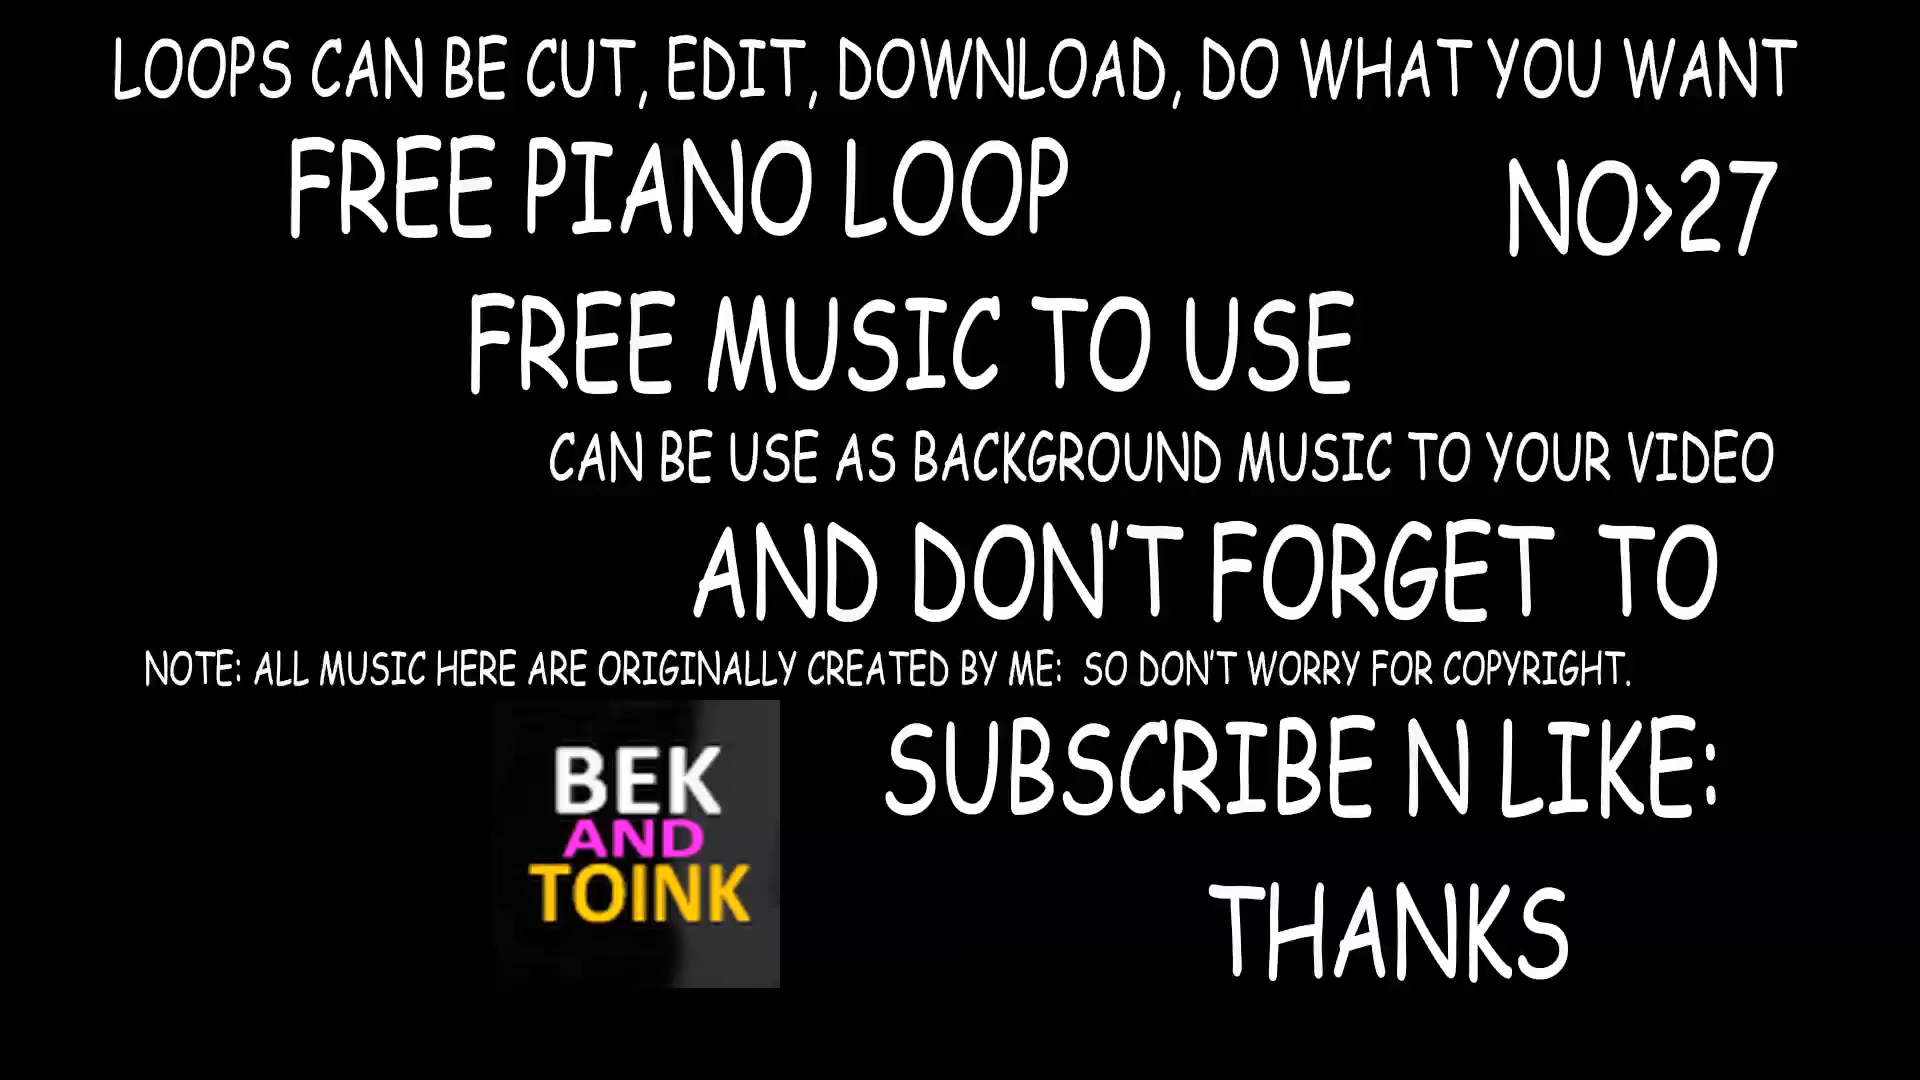 LOOPS CAN BE CUT, EDIT, DOWNLOAD, DO WHAT YOU WANT
FREE PIANO LOOP
NO>27
FREE MUSIC TO USE
CAN BE USE AS BACKGROUND MUSIC TO YOUR VIDEO
AND DON'T FORGET TO
NOTE: ALL MUSIC HERE ARE ORIGINALLY CREATED BY ME: SO DON'T WORRY FOR COPYRIGHT.
SUBSCRIBE N LIKE:
BEK
AND
TOINK
THANKS